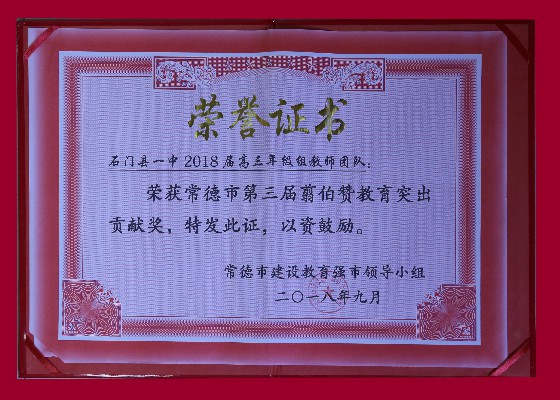 荣誉证书
石门县一中2018届高三年级组教师团队:
荣获常德市第三届翦伯赞教育突出
贡献奖，特发此证，以资鼓励。
常德市建设教育强市领导小组
二〇一八年九月